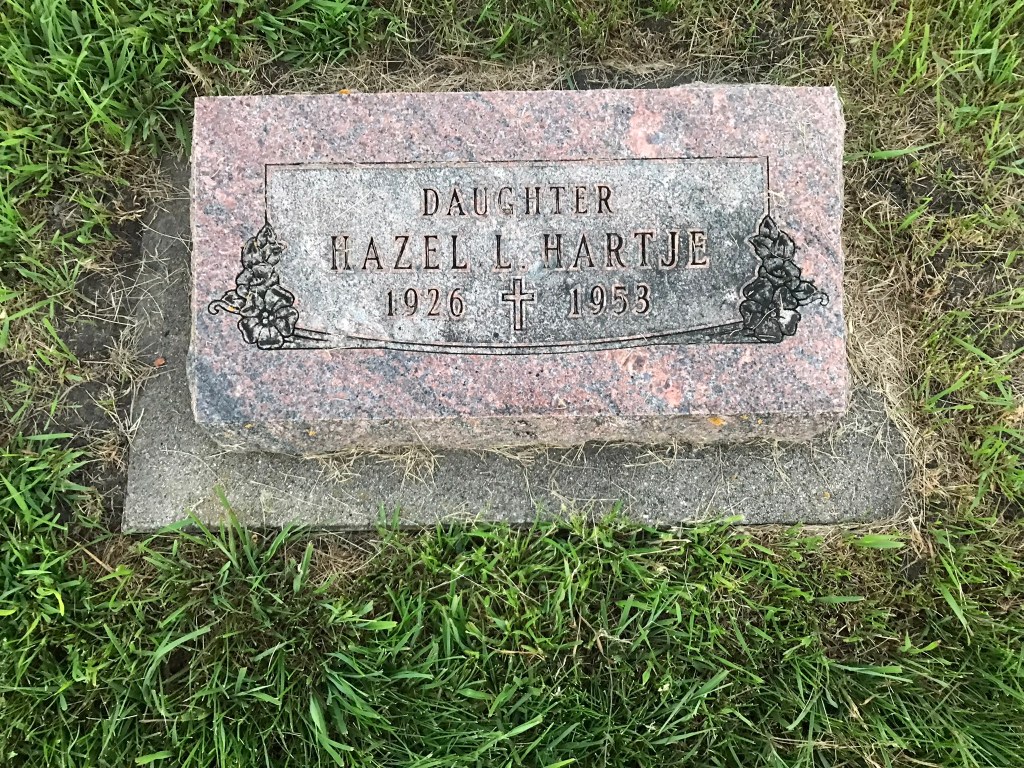 DAUGHTER
HAZEL L. HARTJE
1926 1953